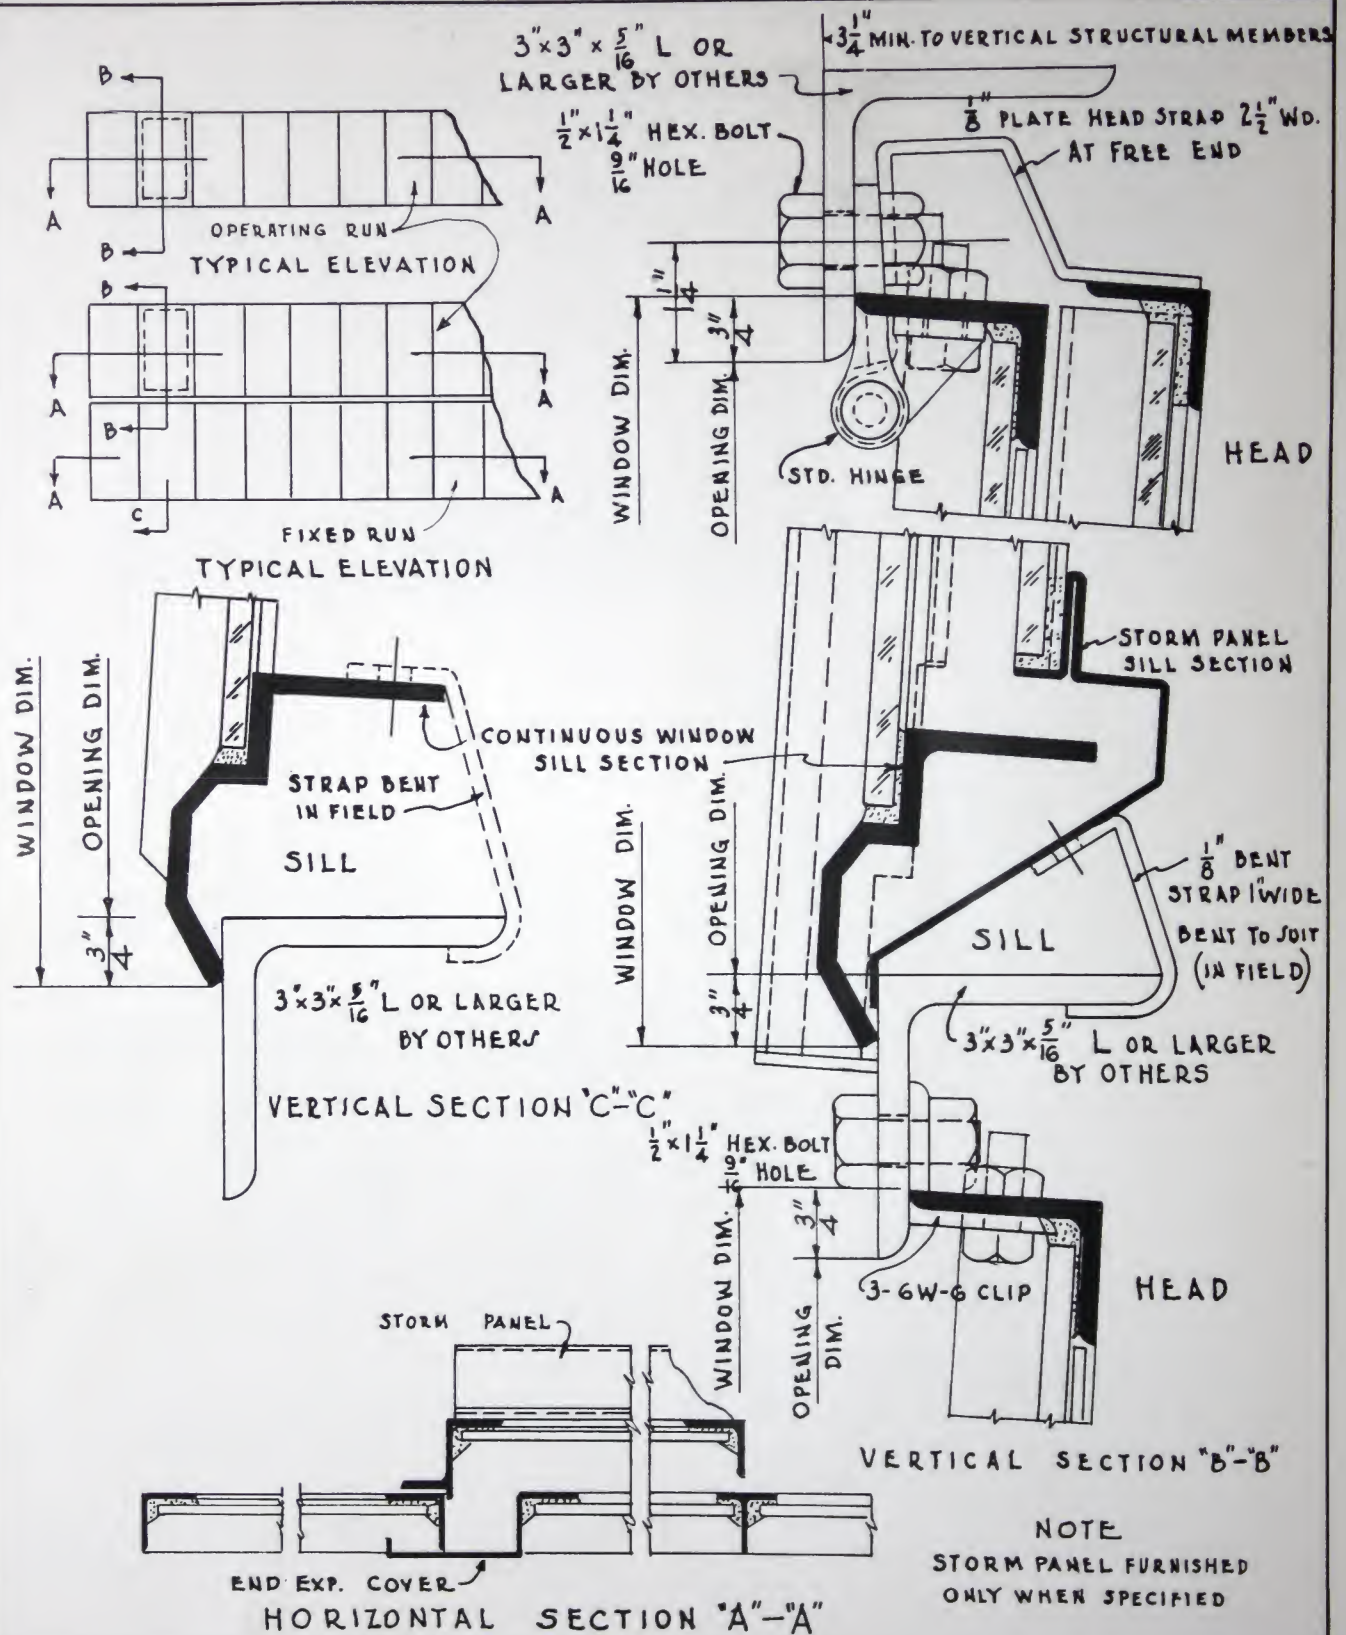 3"x3"x 5/16" L OR
LARGER BY OTHERS
3 1/4" MIN. TO VERTICAL STRUCTURAL MEMBERS
1/2" x 1 1/4" HEX. BOLT
9/16" HOLE
1/8" PLATE HEAD STRAP 2 1/2" WD.
AT FREE END
B
A
A
B
OPERATING RUN
TYPICAL ELEVATION
B
A
A
B
A
A
C
FIXED RUN
TYPICAL ELEVATION
1 1/4"
3/4"
WINDOW DIM.
OPENING DIM.
STD. HINGE
HEAD
STORM PANEL
SILL SECTION
WINDOW DIM.
OPENING DIM.
CONTINUOUS WINDOW
SILL SECTION
STRAP BENT
IN FIELD
SILL
3/4"
3"x3"x 5/16" L OR LARGER
BY OTHERS
VERTICAL SECTION "C"-"C"
WINDOW DIM.
OPENING DIM.
3/4"
1/8" BENT
STRAP 1" WIDE
BENT TO SUIT
(IN FIELD)
SILL
3"x3"x 5/16" L OR LARGER
BY OTHERS
1/2" x 1 1/4" HEX. BOLT
9/16" HOLE
3/4"
WINDOW DIM.
OPENING
DIM.
3-6W-6 CLIP
HEAD
VERTICAL SECTION "B"-"B"
STORM PANEL
END EXP. COVER
HORIZONTAL SECTION "A"-"A"
NOTE
STORM PANEL FURNISHED
ONLY WHEN SPECIFIED